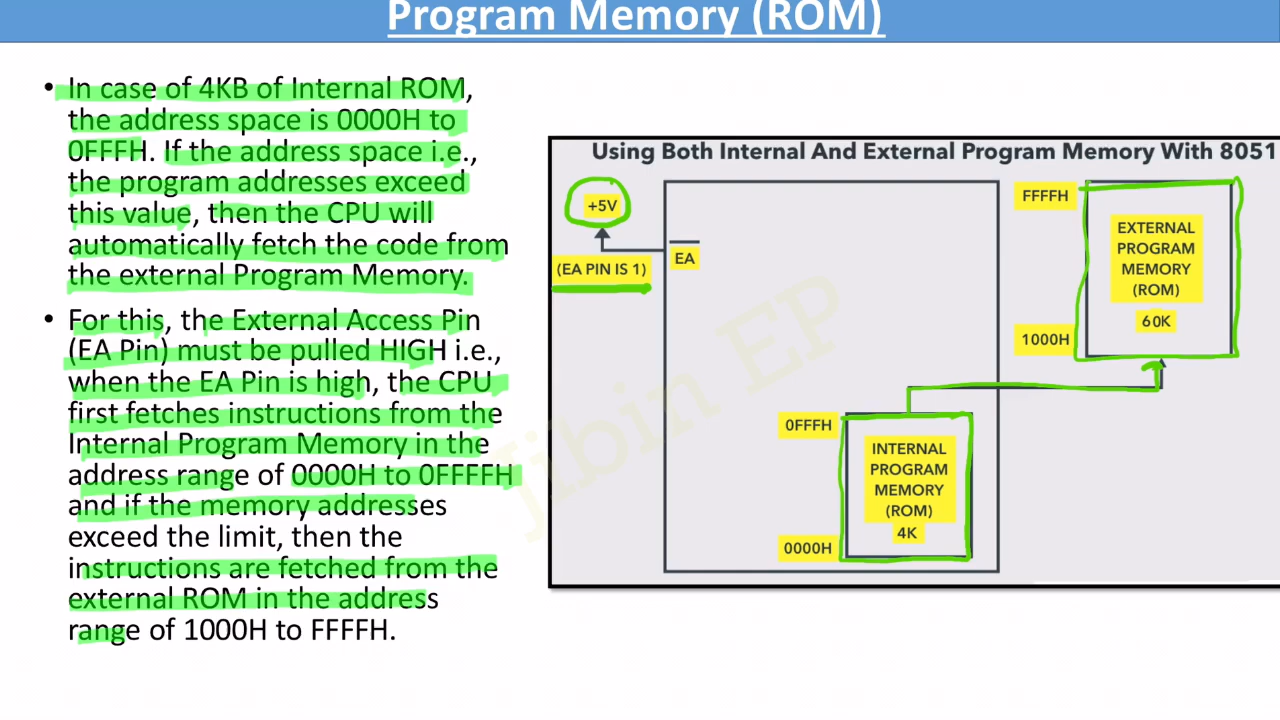 Program Memory (ROM)
• In case of 4KB of Internal ROM,
the address space is 0000H to
0FFFH. If the address space i.e.,
the program addresses exceed
this value, then the CPU will
automatically fetch the code from
the external Program Memory.
• For this, the External Access Pin
(EA Pin) must be pulled HIGH i.e.,
when the EA Pin is high, the CPU
first fetches instructions from the
Internal Program Memory in the
address range of 0000H to 0FFFFH
and if the memory addresses
exceed the limit, then the
instructions are fetched from the
external ROM in the address
range of 1000H to FFFFH.
Using Both Internal And External Program Memory With 8051
+5V
EA
(EA PIN IS 1)
FFFFH
EXTERNAL
PROGRAM
MEMORY
(ROM)
60K
1000H
0FFFH
INTERNAL
PROGRAM
MEMORY
(ROM)
4K
0000H
Jibin EP